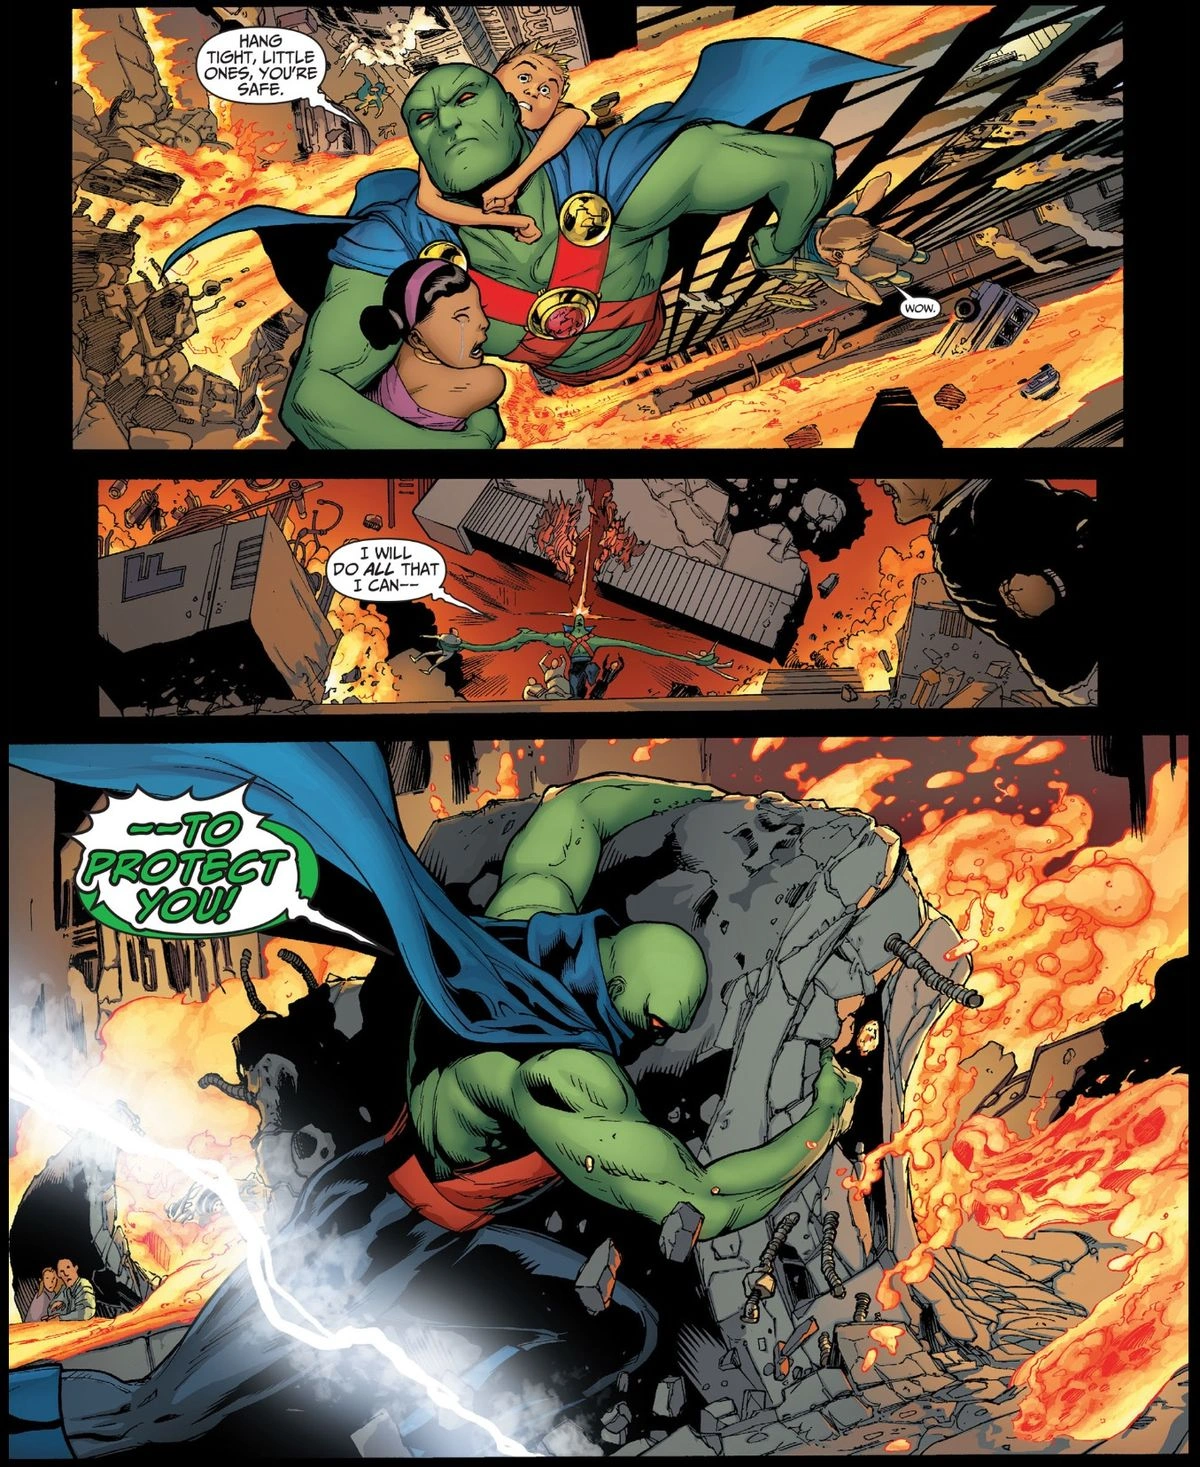 HANG
TIGHT, LITTLE
ONES, YOU'RE
SAFE.
WOW.
I WILL
DO ALL THAT
I CAN--
--TO
PROTECT
YOU!